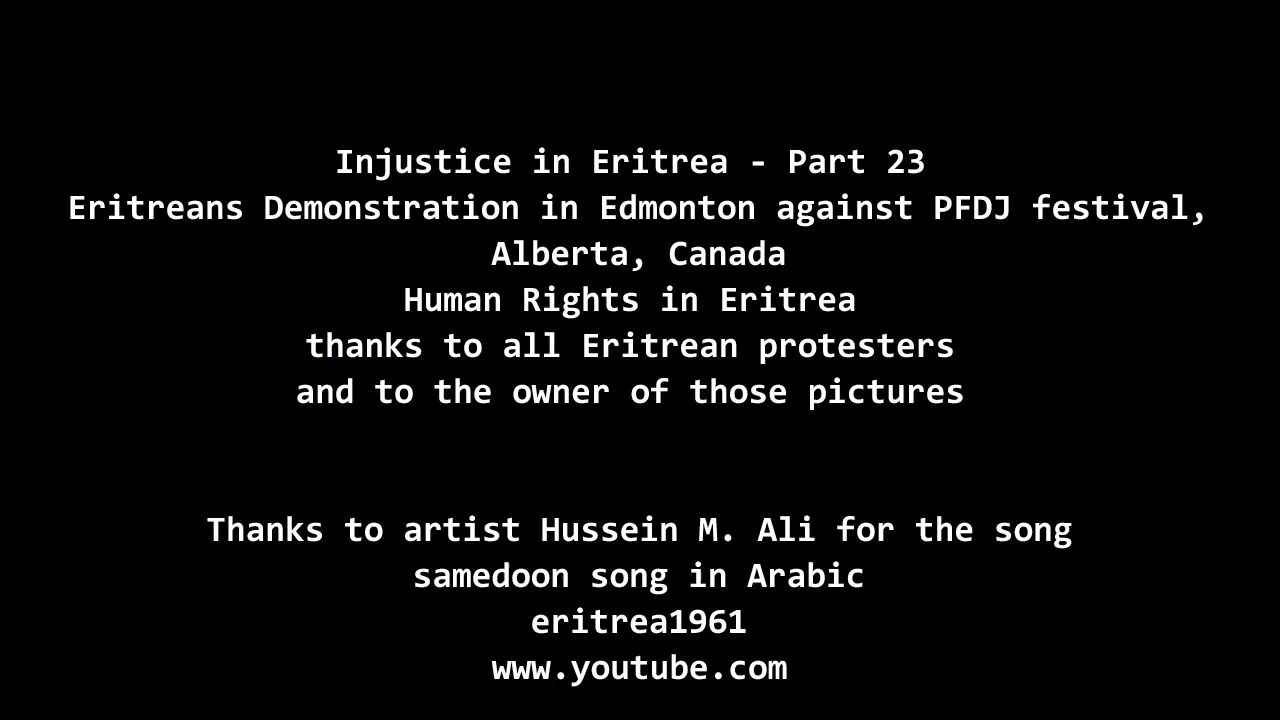 Injustice in Eritrea - Part 23
Eritreans Demonstration in Edmonton against PFDJ festival,
Alberta, Canada
Human Rights in Eritrea
thanks to all Eritrean protesters
and to the owner of those pictures
Thanks to artist Hussein M. Ali for the song
samedoon song in Arabic
eritrea1961
www.youtube.com